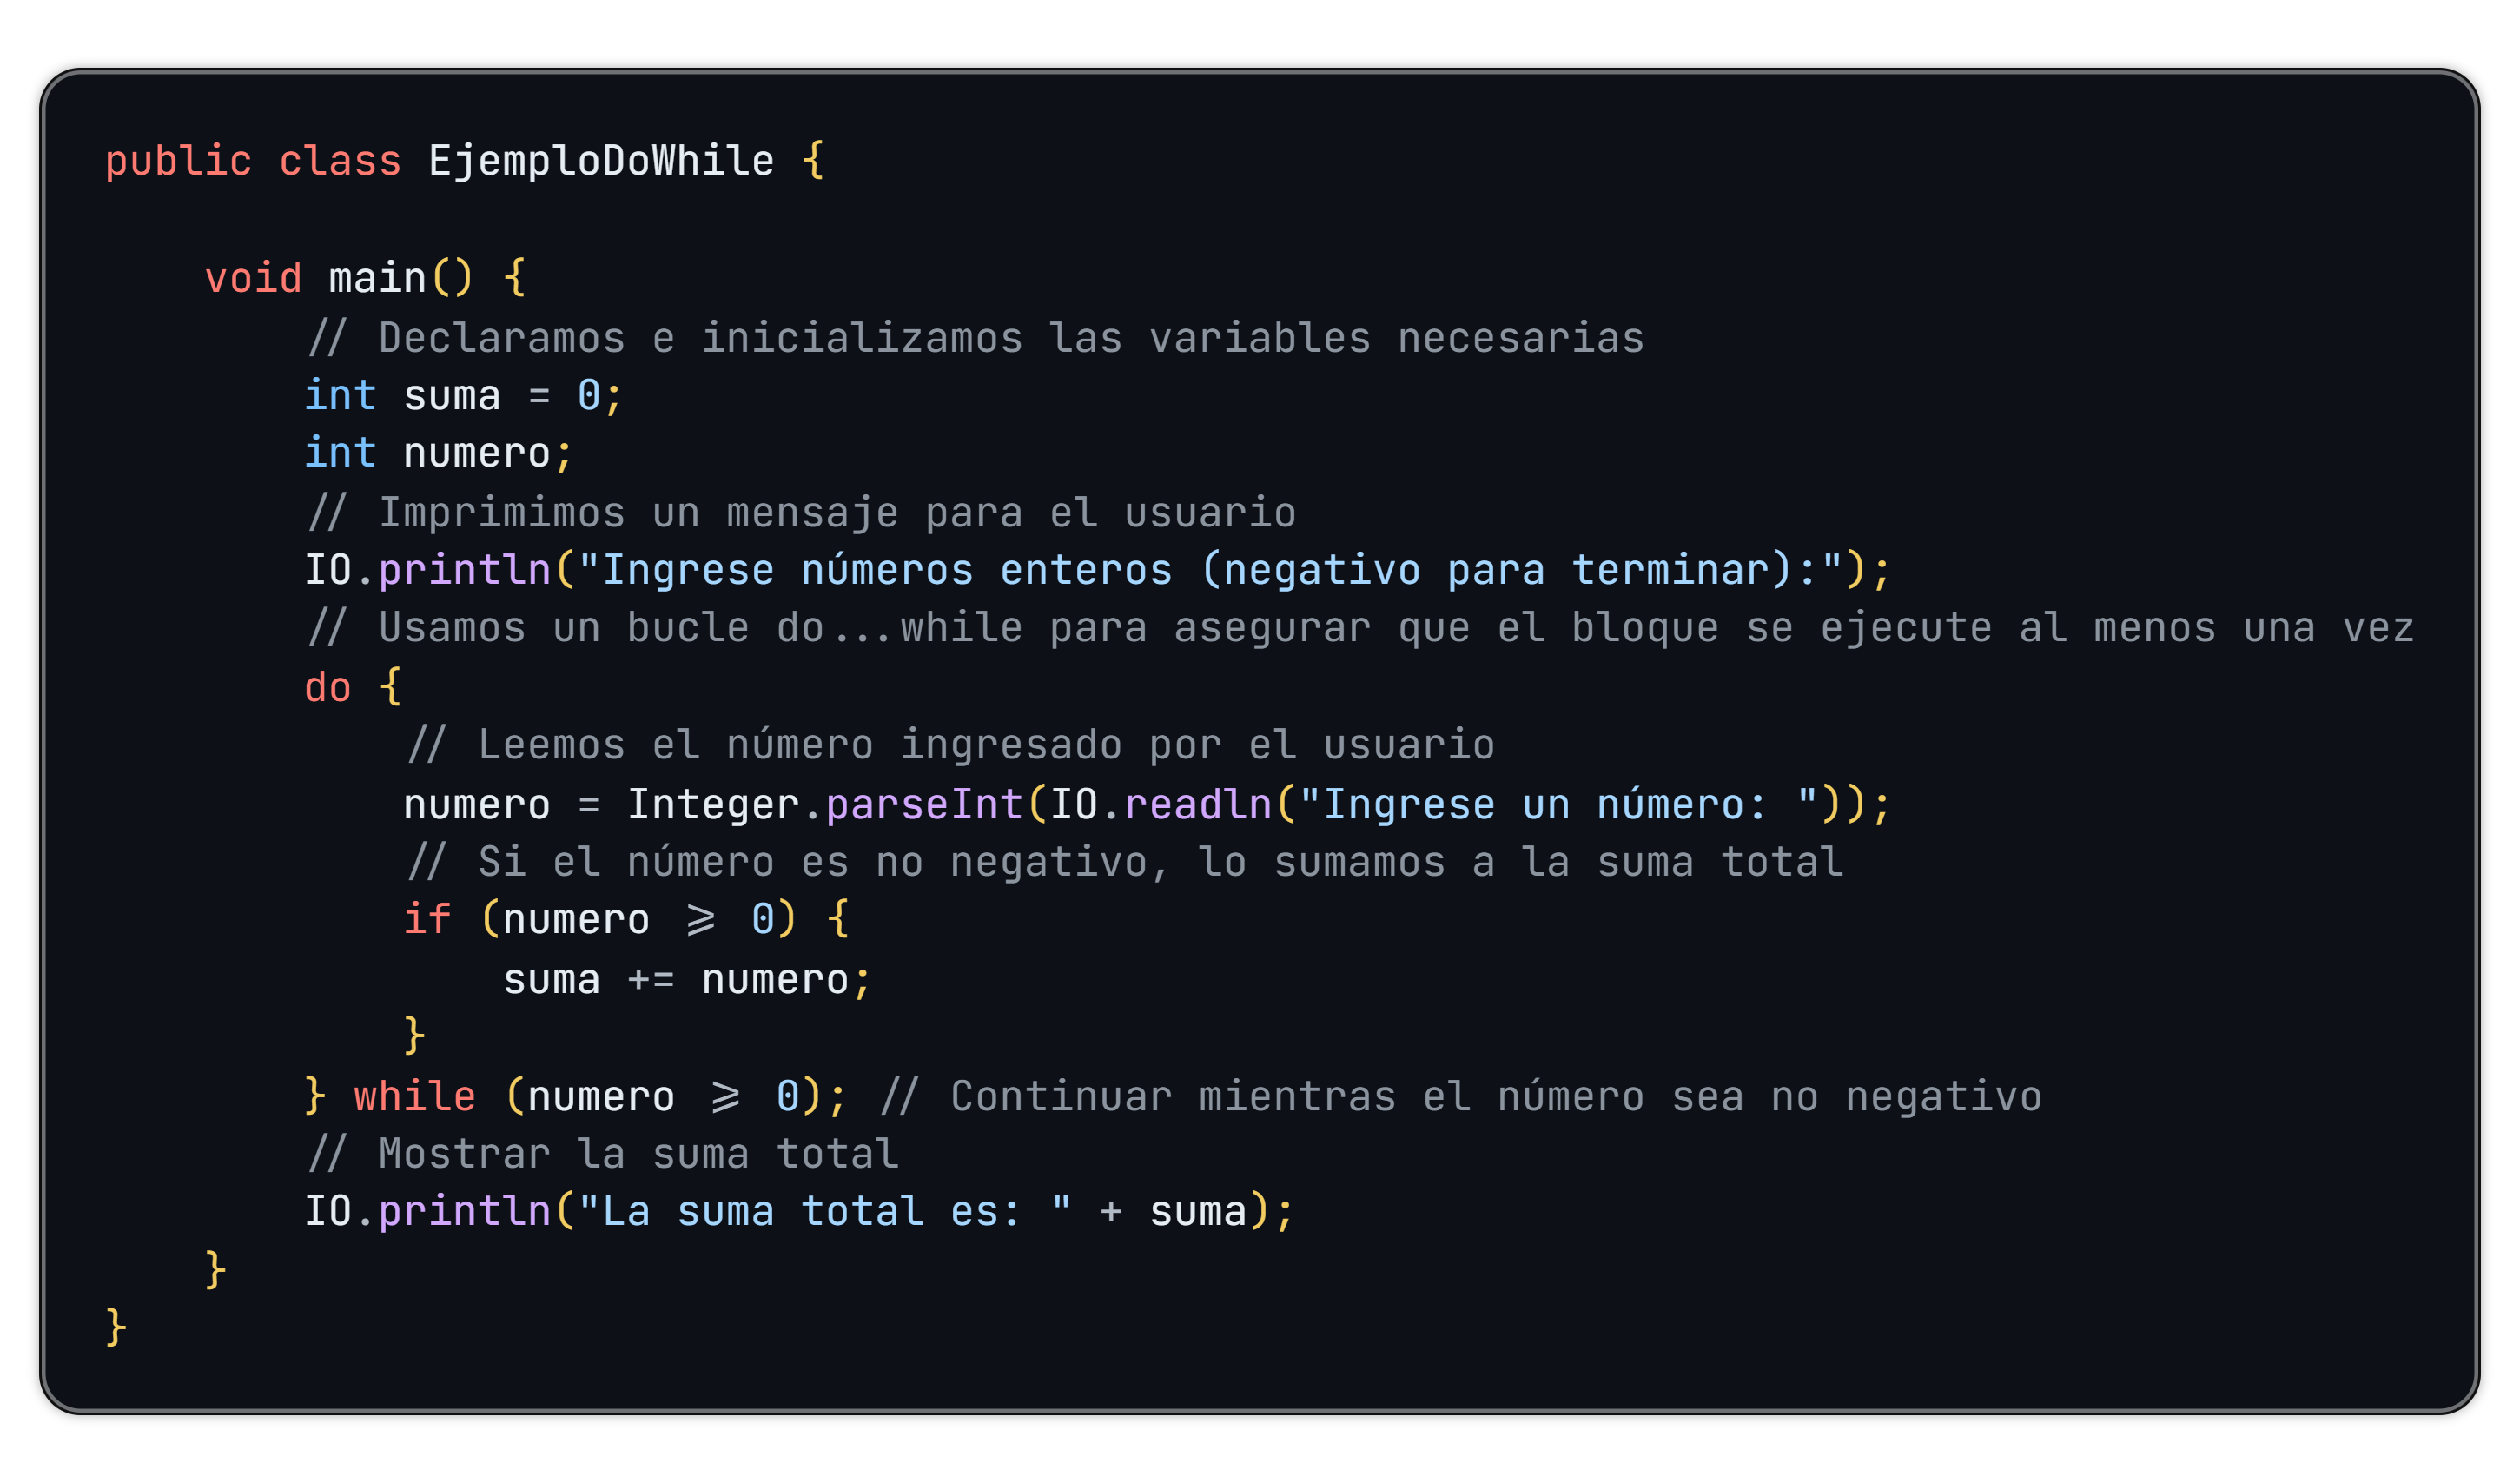 public class EjemploDoWhile {
void main() {
// Declaramos e inicializamos las variables necesarias
int suma = 0;
int numero;
// Imprimimos un mensaje para el usuario
IO.println("Ingrese números enteros (negativo para terminar):");
// Usamos un bucle do...while para asegurar que el bloque se ejecute al menos una vez
do {
// Leemos el número ingresado por el usuario
numero = Integer.parseInt(IO.readln("Ingrese un número: "));
// Si el número es no negativo, lo sumamos a la suma total
if (numero >= 0) {
suma += numero;
}
} while (numero >= 0); // Continuar mientras el número sea no negativo
// Mostrar la suma total
IO.println("La suma total es: " + suma);
}
}